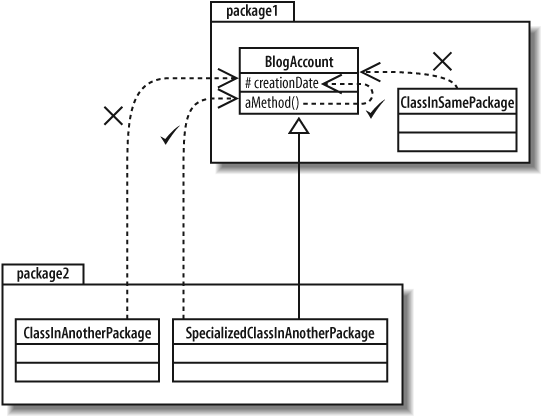 package1
BlogAccount
# creationDate
aMethod()
ClassInSamePackage
package2
ClassInAnotherPackage
SpecializedClassInAnotherPackage